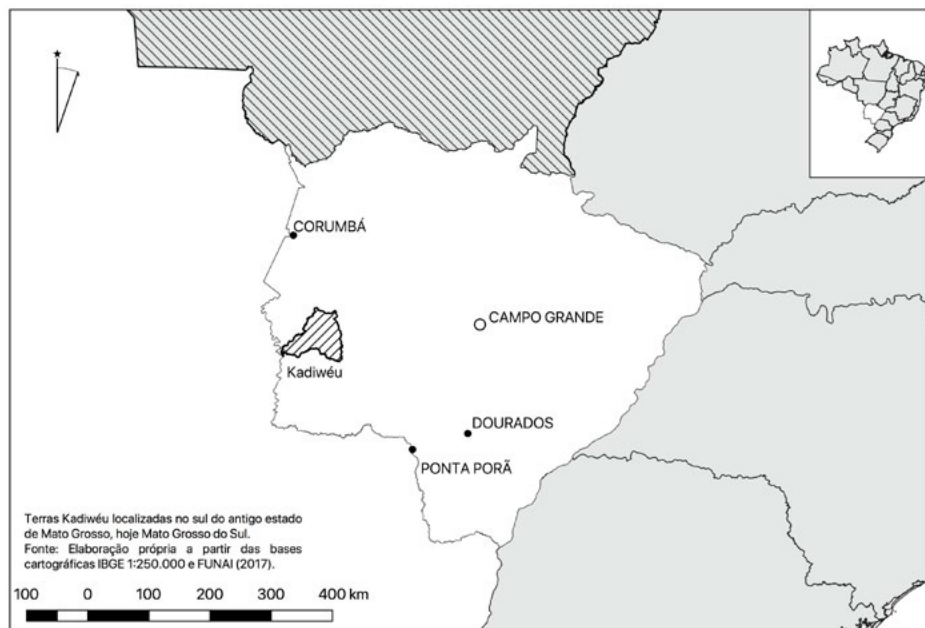 CORUMBÁ
CAMPO GRANDE
Kadiwéu
DOURADOS
PONTA PORÃ
Terras Kadiwéu localizadas no sul do antigo estado
de Mato Grosso, hoje Mato Grosso do Sul.
Fonte: Elaboração própria a partir das bases
cartográficas IBGE 1:250.000 e FUNAI (2017).
100 0 100 200 300 400 km